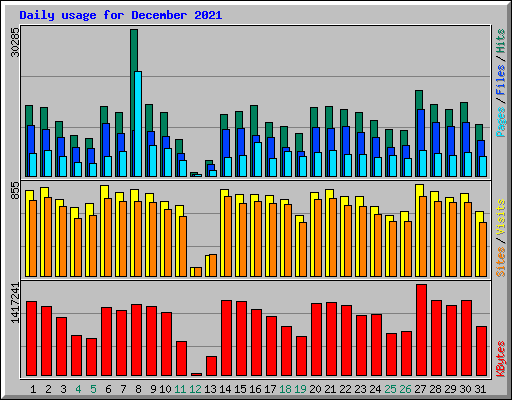 Daily usage for December 2021
30285
Pages / Files / Hits
855
Sites / Visits
1417241
KBytes
1 2 3 4 5 6 7 8 9 10 11 12 13 14 15 16 17 18 19 20 21 22 23 24 25 26 27 28 29 30 31